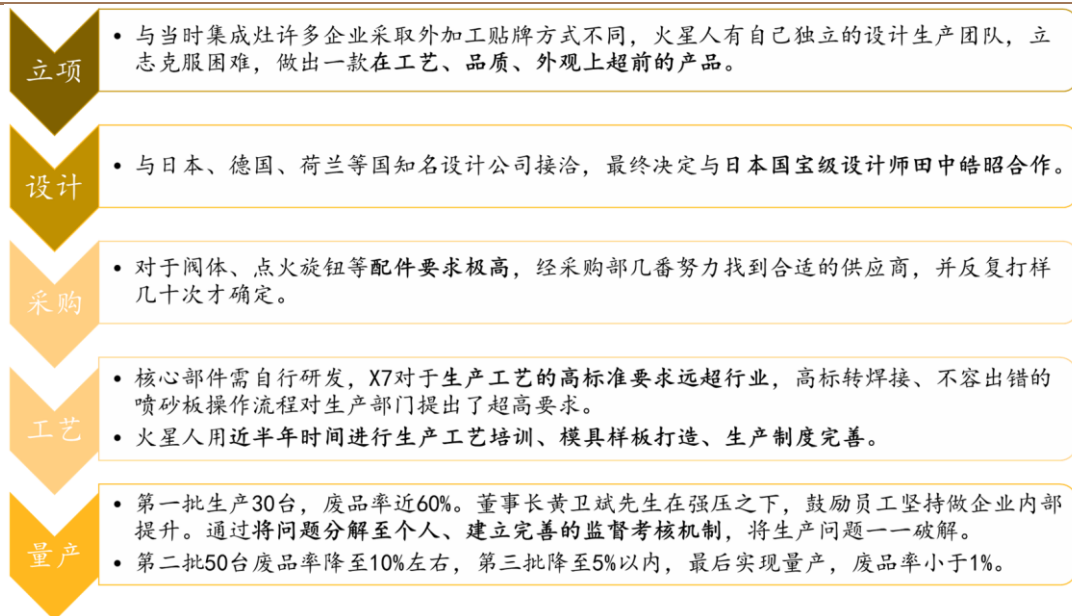 立项
• 与当时集成灶许多企业采取外加工贴牌方式不同，火星人有自己独立的设计生产团队，立
志克服困难，做出一款在工艺、品质、外观上超前的产品。
设计
• 与日本、德国、荷兰等国知名设计公司接洽，最终决定与日本国宝级设计师田中皓昭合作。
采购
• 对于阀体、点火旋钮等配件要求极高，经采购部几番努力找到合适的供应商，并反复打样
几十次才确定。
工艺
• 核心部件需自行研发，X7对于生产工艺的高标准要求远超行业，高标转焊接、不容出错的
喷砂板操作流程对生产部门提出了超高要求。
• 火星人用近半年时间进行生产工艺培训、模具样板打造、生产制度完善。
量产
• 第一批生产30台，废品率近60%。董事长黄卫斌先生在强压之下，鼓励员工坚持做企业内部
提升。通过将问题分解至个人、建立完善的监督考核机制，将生产问题一一破解。
• 第二批50台废品率降至10%左右，第三批降至5%以内，最后实现量产，废品率小于1%。